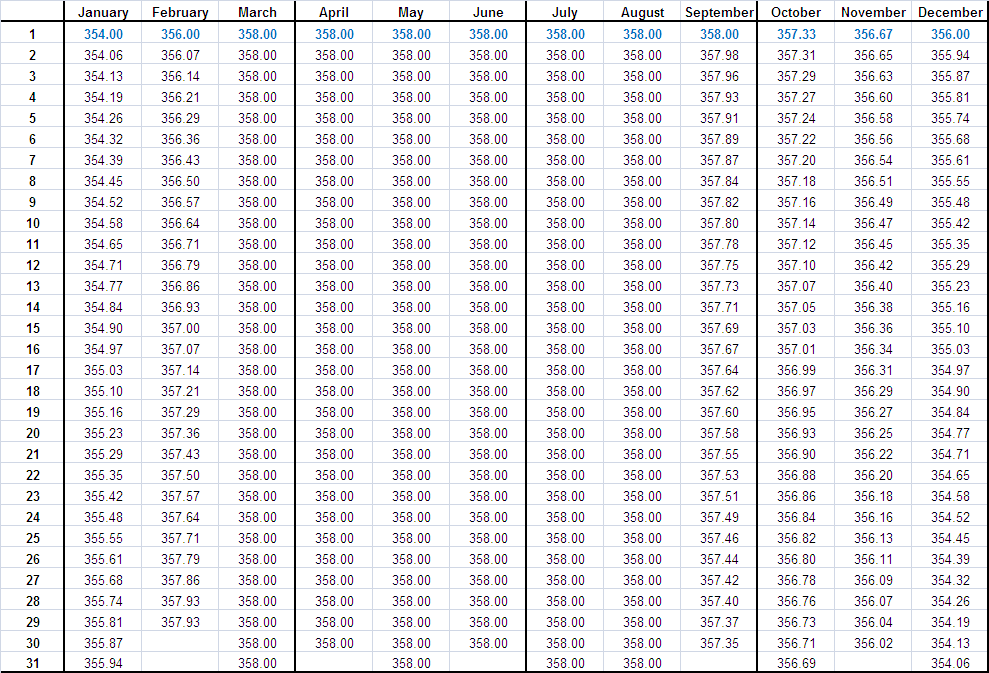 January February March April May June July August September October November December
1 354.00 356.00 358.00 358.00 358.00 358.00 358.00 358.00 358.00 357.33 356.67 356.00
2 354.06 356.07 358.00 358.00 358.00 358.00 358.00 358.00 357.98 357.31 356.65 355.94
3 354.13 356.14 358.00 358.00 358.00 358.00 358.00 358.00 357.96 357.29 356.63 355.87
4 354.19 356.21 358.00 358.00 358.00 358.00 358.00 358.00 357.93 357.27 356.60 355.81
5 354.26 356.29 358.00 358.00 358.00 358.00 358.00 358.00 357.91 357.24 356.58 355.74
6 354.32 356.36 358.00 358.00 358.00 358.00 358.00 358.00 357.89 357.22 356.56 355.68
7 354.39 356.43 358.00 358.00 358.00 358.00 358.00 358.00 357.87 357.20 356.54 355.61
8 354.45 356.50 358.00 358.00 358.00 358.00 358.00 358.00 357.84 357.18 356.51 355.55
9 354.52 356.57 358.00 358.00 358.00 358.00 358.00 358.00 357.82 357.16 356.49 355.48
10 354.58 356.64 358.00 358.00 358.00 358.00 358.00 358.00 357.80 357.14 356.47 355.42
11 354.65 356.71 358.00 358.00 358.00 358.00 358.00 358.00 357.78 357.12 356.45 355.35
12 354.71 356.79 358.00 358.00 358.00 358.00 358.00 358.00 357.75 357.10 356.42 355.29
13 354.77 356.86 358.00 358.00 358.00 358.00 358.00 358.00 357.73 357.07 356.40 355.23
14 354.84 356.93 358.00 358.00 358.00 358.00 358.00 358.00 357.71 357.05 356.38 355.16
15 354.90 357.00 358.00 358.00 358.00 358.00 358.00 358.00 357.69 357.03 356.36 355.10
16 354.97 357.07 358.00 358.00 358.00 358.00 358.00 358.00 357.67 357.01 356.34 355.03
17 355.03 357.14 358.00 358.00 358.00 358.00 358.00 358.00 357.64 356.99 356.31 354.97
18 355.10 357.21 358.00 358.00 358.00 358.00 358.00 358.00 357.62 356.97 356.29 354.90
19 355.16 357.29 358.00 358.00 358.00 358.00 358.00 358.00 357.60 356.95 356.27 354.84
20 355.23 357.36 358.00 358.00 358.00 358.00 358.00 358.00 357.58 356.93 356.25 354.77
21 355.29 357.43 358.00 358.00 358.00 358.00 358.00 358.00 357.55 356.90 356.22 354.71
22 355.35 357.50 358.00 358.00 358.00 358.00 358.00 358.00 357.53 356.88 356.20 354.65
23 355.42 357.57 358.00 358.00 358.00 358.00 358.00 358.00 357.51 356.86 356.18 354.58
24 355.48 357.64 358.00 358.00 358.00 358.00 358.00 358.00 357.49 356.84 356.16 354.52
25 355.55 357.71 358.00 358.00 358.00 358.00 358.00 358.00 357.46 356.82 356.13 354.45
26 355.61 357.79 358.00 358.00 358.00 358.00 358.00 358.00 357.44 356.80 356.11 354.39
27 355.68 357.86 358.00 358.00 358.00 358.00 358.00 358.00 357.42 356.78 356.09 354.32
28 355.74 357.93 358.00 358.00 358.00 358.00 358.00 358.00 357.40 356.76 356.07 354.26
29 355.81 357.93 358.00 358.00 358.00 358.00 358.00 358.00 357.37 356.73 356.04 354.19
30 355.87 358.00 358.00 358.00 358.00 358.00 358.00 357.35 356.71 356.02 354.13
31 355.94 358.00 358.00 358.00 358.00 356.69 354.06